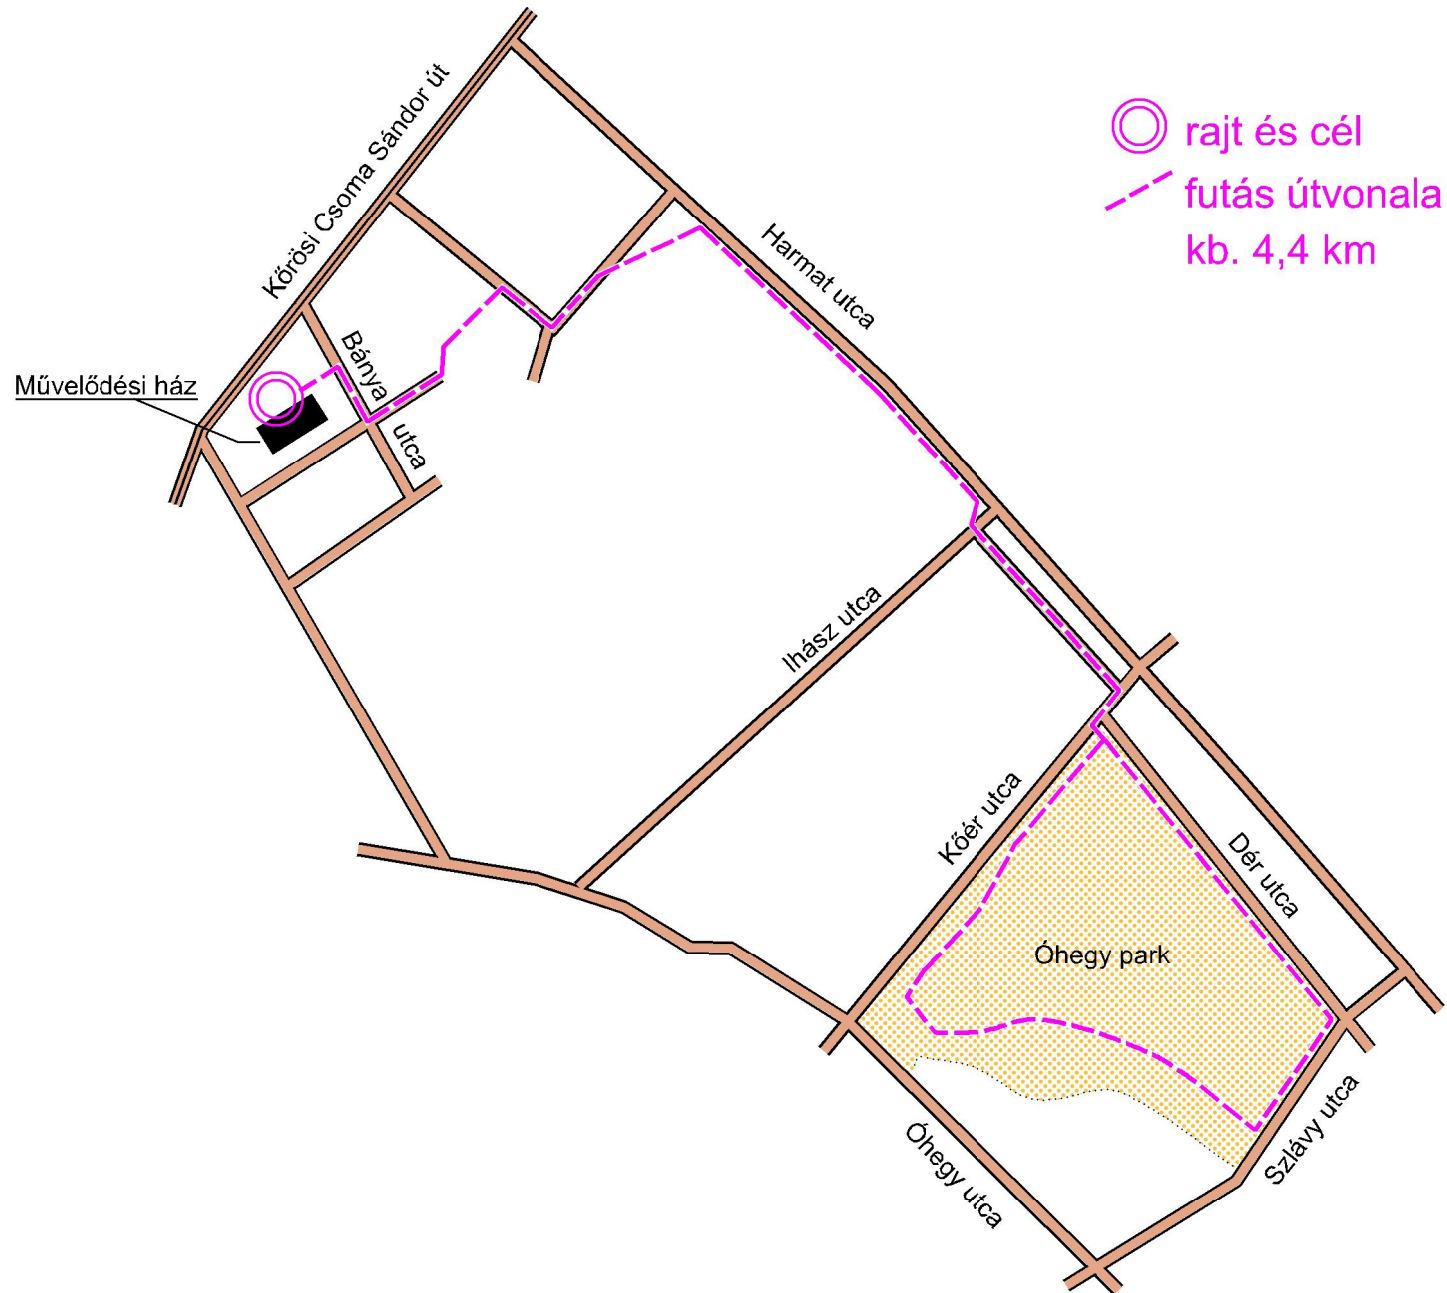 Kőrösi Csoma Sándor út
rajt és cél
futás útvonala
kb. 4,4 km
Harmat utca
Bánya
utca
Művelődési ház
Ihász utca
Kőér utca
Dér utca
Óhegy park
Szlávy utca
Óhegy utca